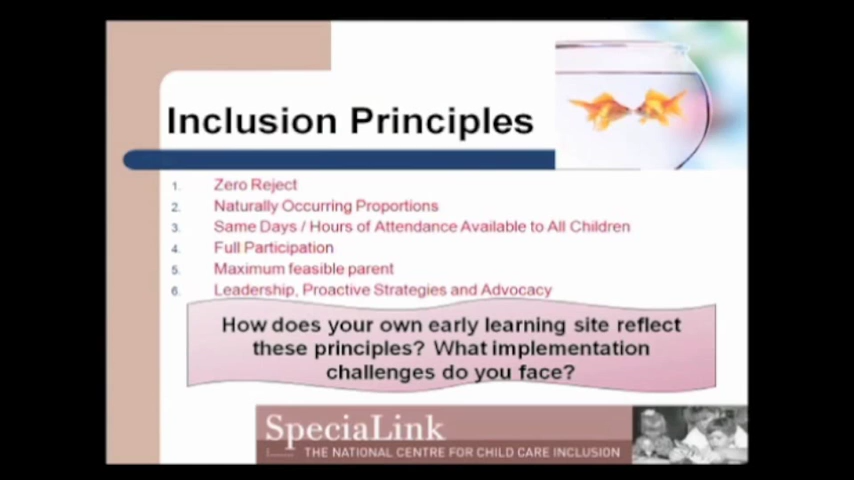 Inclusion Principles
1. Zero Reject
2. Naturally Occurring Proportions
3. Same Days / Hours of Attendance Available to All Children
4. Full Participation
5. Maximum feasible parent
6. Leadership, Proactive Strategies and Advocacy
How does your own early learning site reflect
these principles? What implementation
challenges do you face?
SpeciaLink
THE NATIONAL CENTRE FOR CHILD CARE INCLUSION